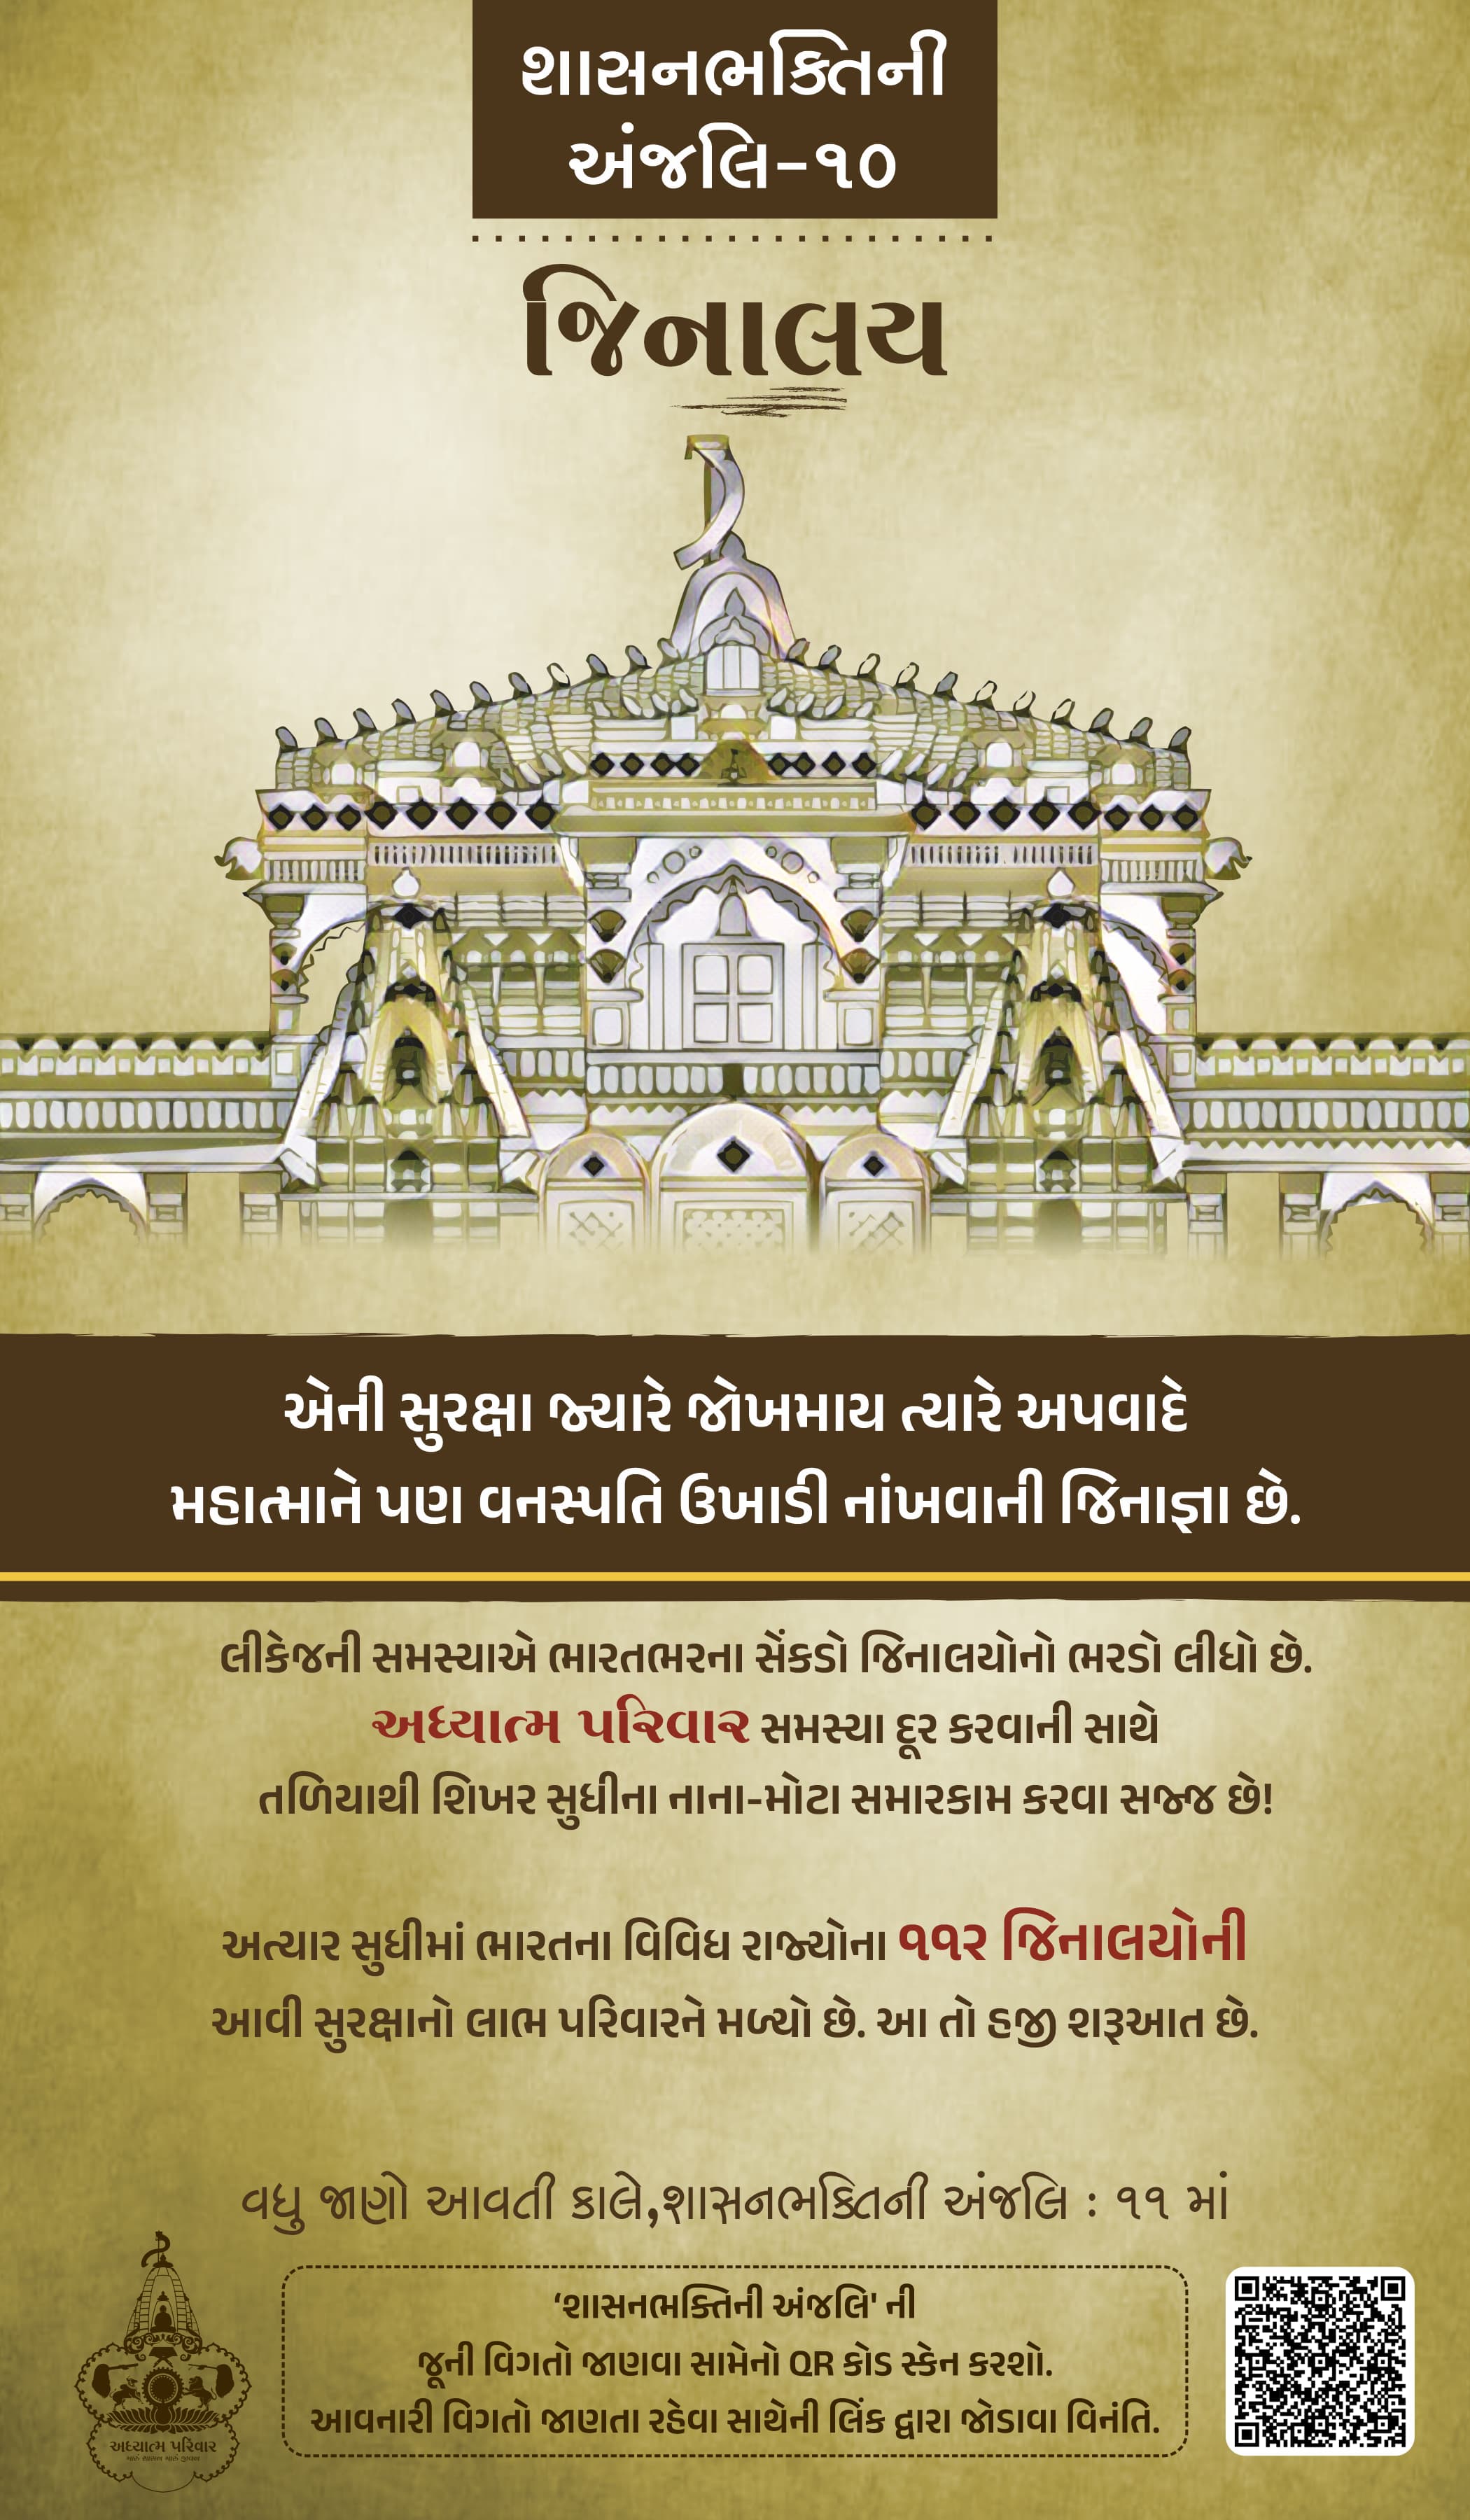 શાસનભક્તિની
અંજલિ-૧૦
જિનાલય
એની સુરક્ષા જ્યારે જોખમાય ત્યારે અપવાદે
મહાત્માને પણ વનસ્પતિ ઉખાડી નાંખવાની જિનાજ્ઞા છે.
લીકેજની સમસ્યાએ ભારતભરના સેંકડો જિનાલયોનો ભરડો લીધો છે.
અધ્યાત્મ પરિવાર સમસ્યા દૂર કરવાની સાથે
તળિયાથી શિખર સુધીના નાના-મોટા સમારકામ કરવા સજ્જ છે!
અત્યાર સુધીમાં ભારતના વિવિધ રાજ્યોના ૧૧૨ જિનાલયોની
આવી સુરક્ષાનો લાભ પરિવારને મળ્યો છે. આ તો હજી શરૂઆત છે.
વધુ જાણો આવતી કાલે,શાસનભક્તિની અંજલિ : ૧૧ માં
‘શાસનભક્તિની અંજલિ' ની
જૂની વિગતો જાણવા સામેનો QR કોડ સ્કેન કરશો.
આવનારી વિગતો જાણતા રહેવા સાથેની લિંક દ્વારા જોડાવા વિનંતિ.
અધ્યાત્મ પરિવાર